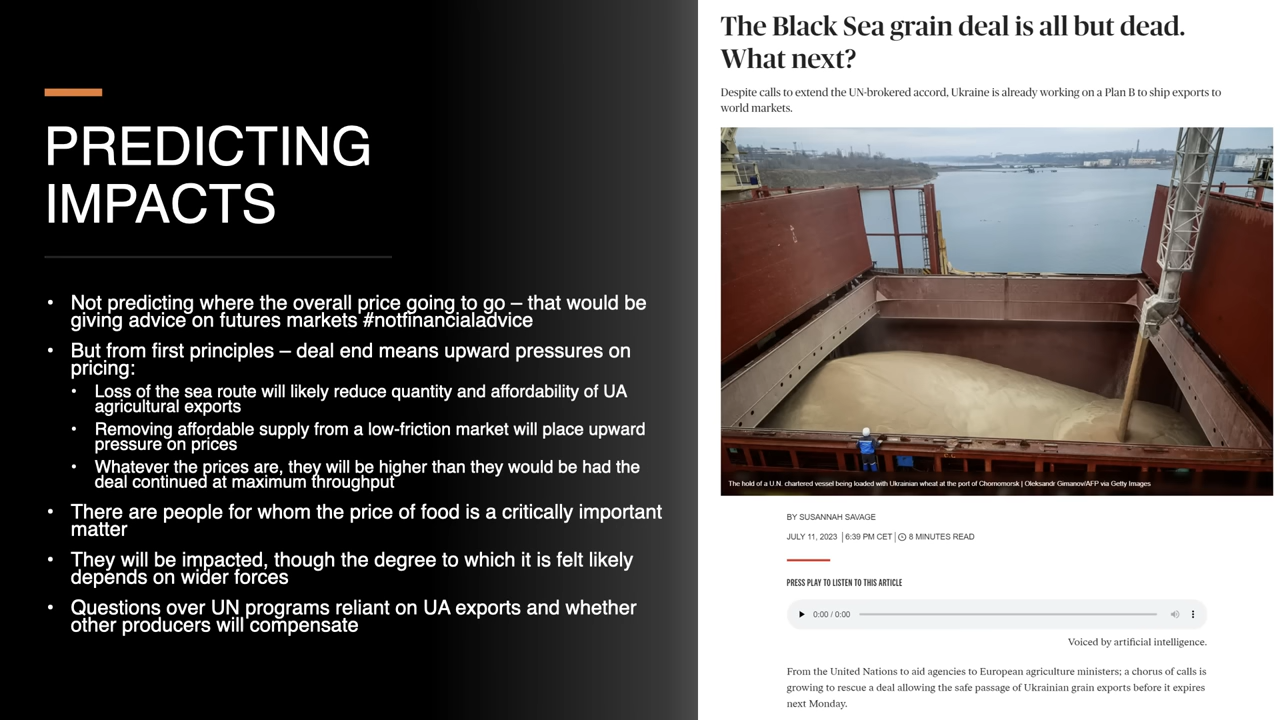 PREDICTING
IMPACTS
• Not predicting where the overall price going to go – that would be
giving advice on futures markets #notfinancialadvice
• But from first principles – deal end means upward pressures on
pricing:
• Loss of the sea route will likely reduce quantity and affordability of UA
agricultural exports
• Removing affordable supply from a low-friction market will place upward
pressure on prices
• Whatever the prices are, they will be higher than they would be had the
deal continued at maximum throughput
• There are people for whom the price of food is a critically important
matter
• They will be impacted, though the degree to which it is felt likely
depends on wider forces
• Questions over UN programs reliant on UA exports and whether
other producers will compensate
The Black Sea grain deal is all but dead.
What next?
Despite calls to extend the UN-brokered accord, Ukraine is already working on a Plan B to ship exports to
world markets.
The hold of a U.N. chartered vessel being loaded with Ukrainian wheat at the port of Chornomorsk | Oleksandr Gimanov/AFP via Getty Images
BY SUSANNAH SAVAGE
JULY 11, 2023 | 6:39 PM CET | 8 MINUTES READ
PRESS PLAY TO LISTEN TO THIS ARTICLE
0:00 / 0:00
Voiced by artificial intelligence.
From the United Nations to aid agencies to European agriculture ministers; a chorus of calls is
growing to rescue a deal allowing the safe passage of Ukrainian grain exports before it expires
next Monday.